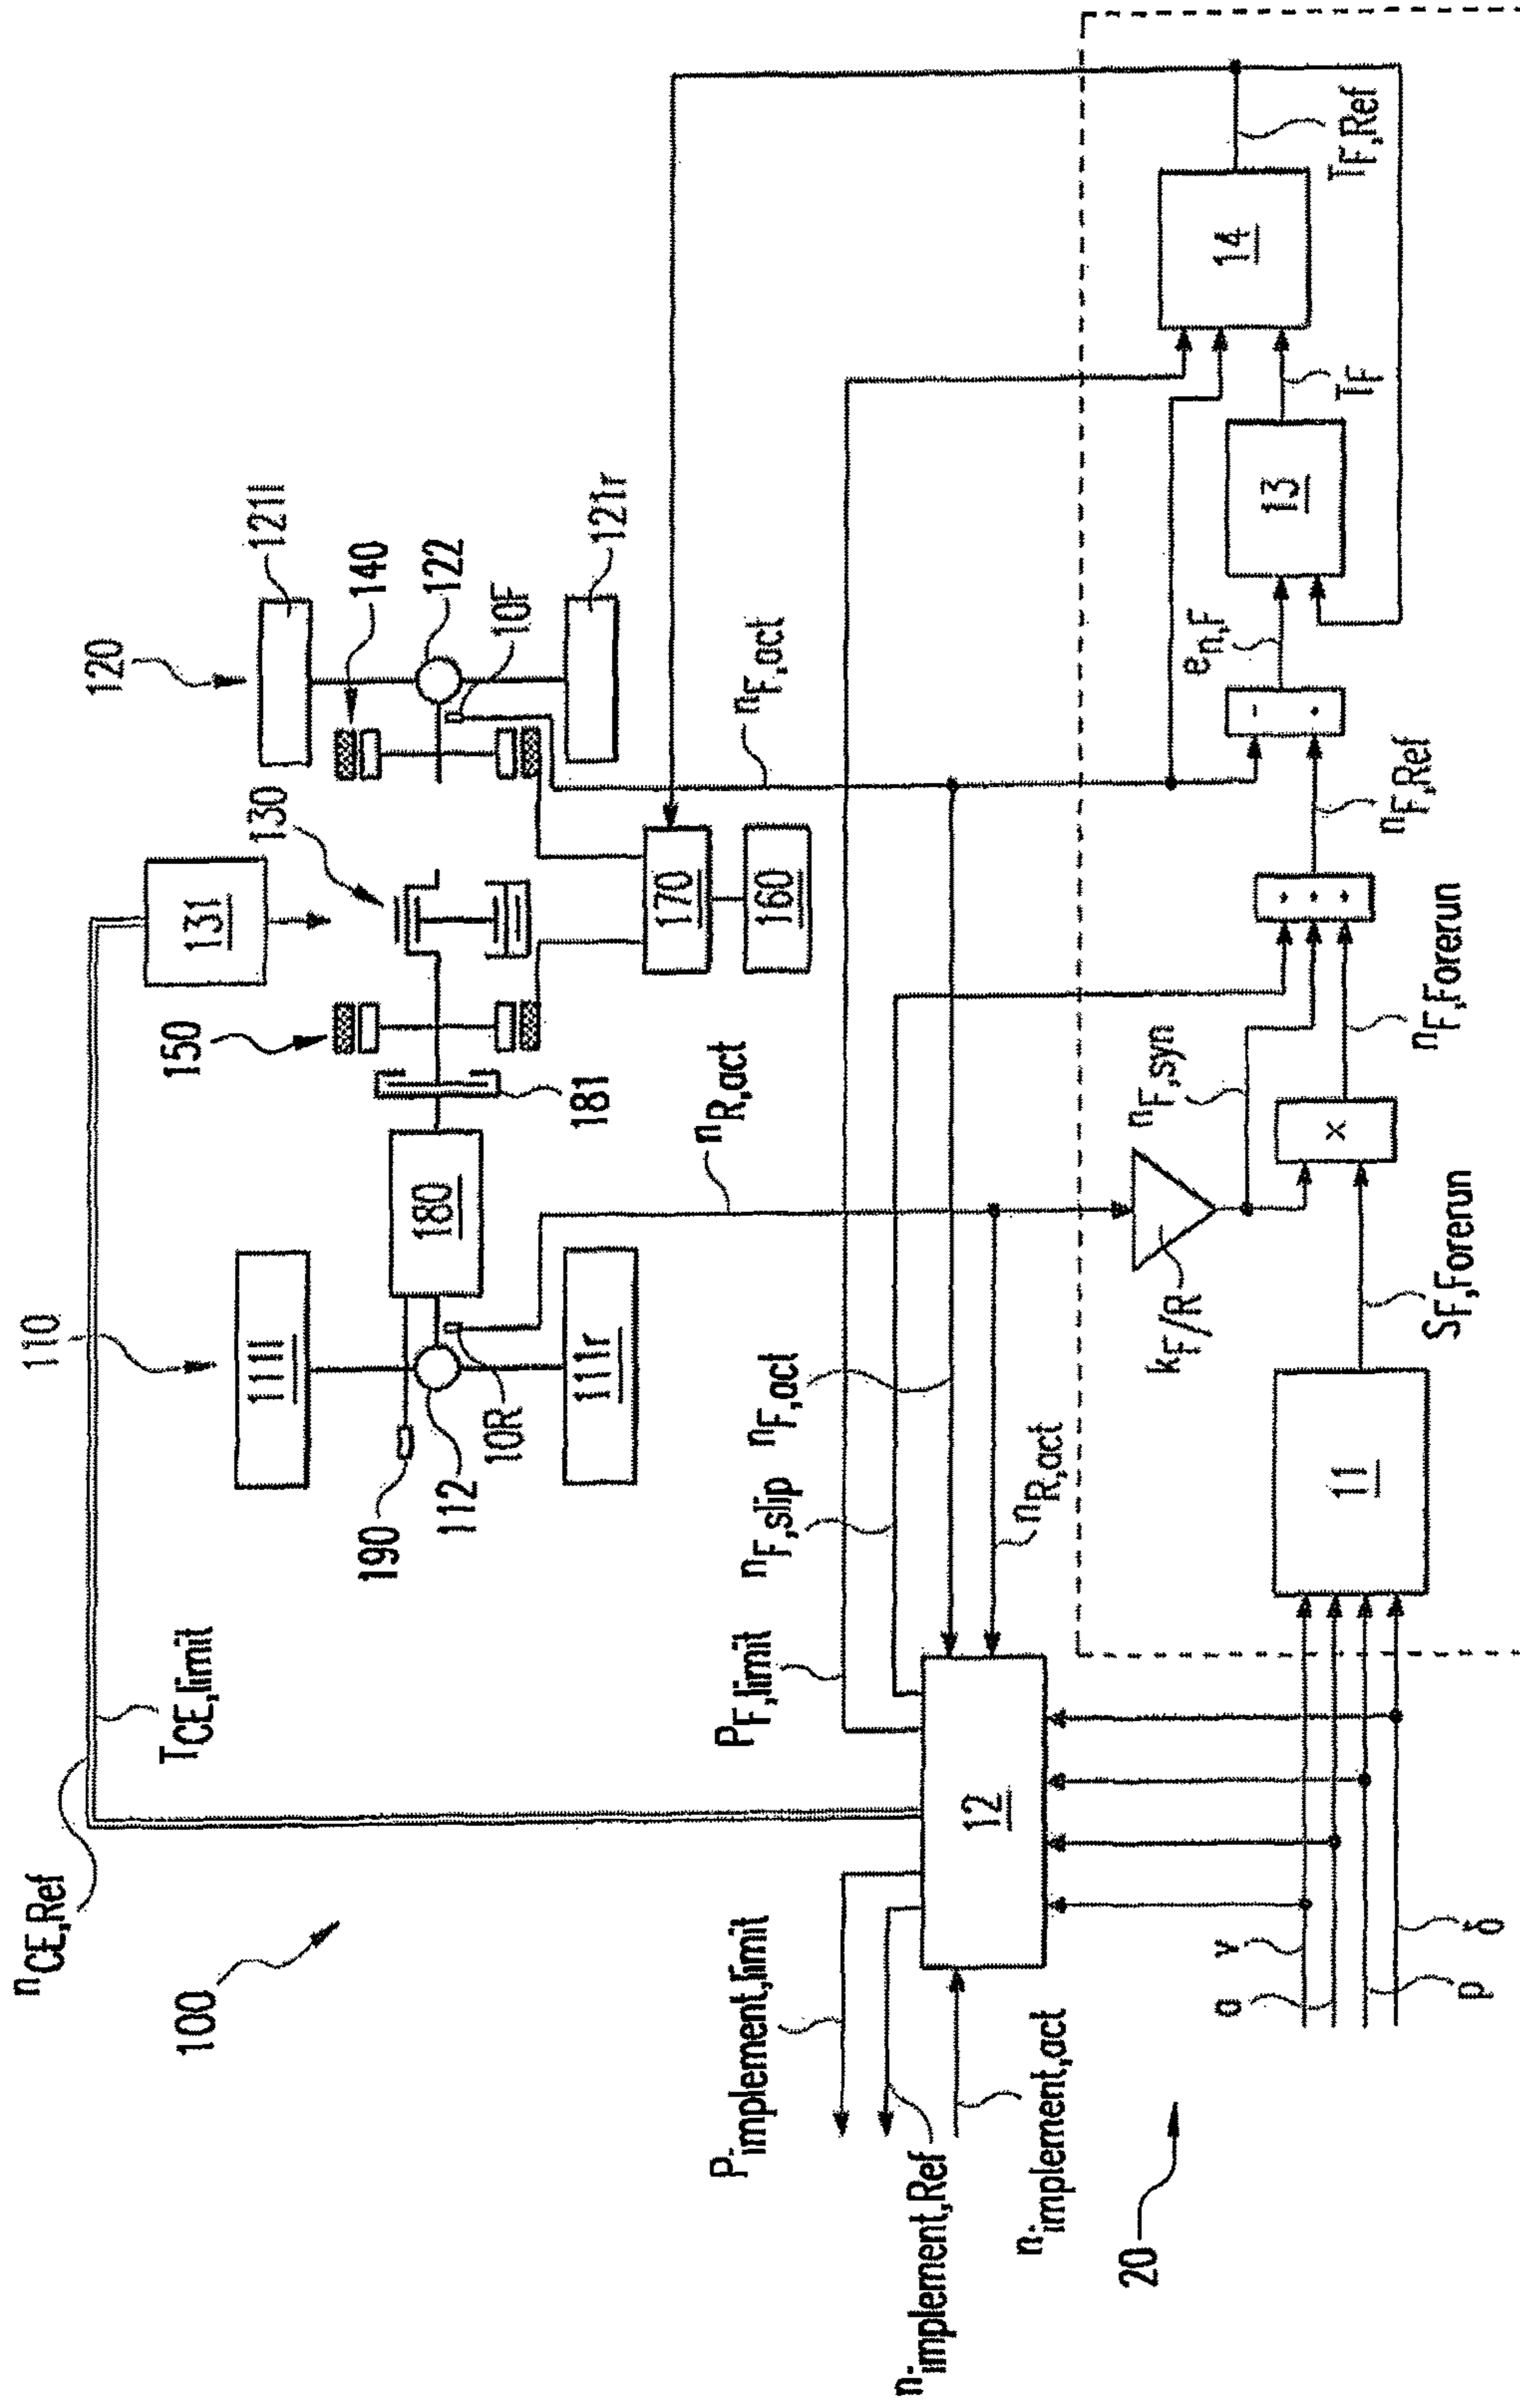 100
n_CE,Ref
T_CE,limit
110
111l
111r
112
190
10R
180
181
150
131
130
120
121l
121r
140
122
10F
170
160
n_R,act
n_F,act
P_implement,limit
n_implement,Ref
n_implement,act
P_F,limit
n_F,slip
n_F,act
n_R,act
12
20
v
p
δ
11
S_F,Forerun
k_F/R
n_F,syn
x
n_F,Forerun
+
+
+
n_F,Ref
-
+
e_n,F
13
T_F
14
T_F,Ref